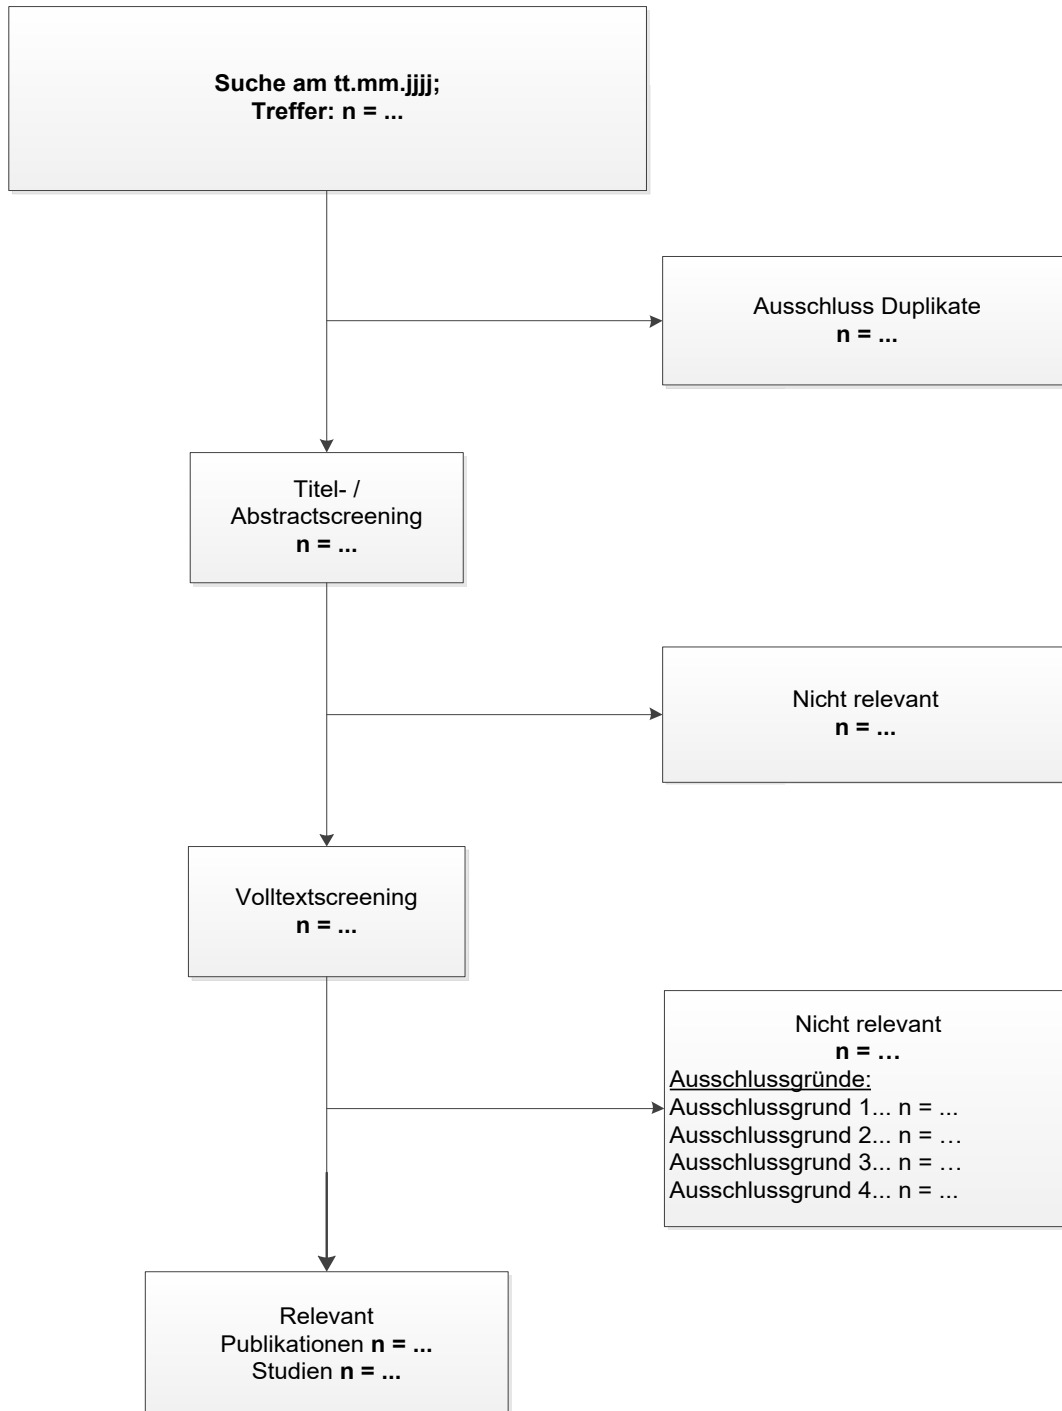 Suche am tt.mm.jjjj;
Treffer: n = ...
Ausschluss Duplikate
n = ...
Titel- /
Abstractscreening
n = ...
Nicht relevant
n = ...
Volltextscreening
n = ...
Nicht relevant
n = …
Ausschlussgründe:
Ausschlussgrund 1... n = ...
Ausschlussgrund 2... n = …
Ausschlussgrund 3... n = …
Ausschlussgrund 4... n = ...
Relevant
Publikationen n = ...
Studien n = ...